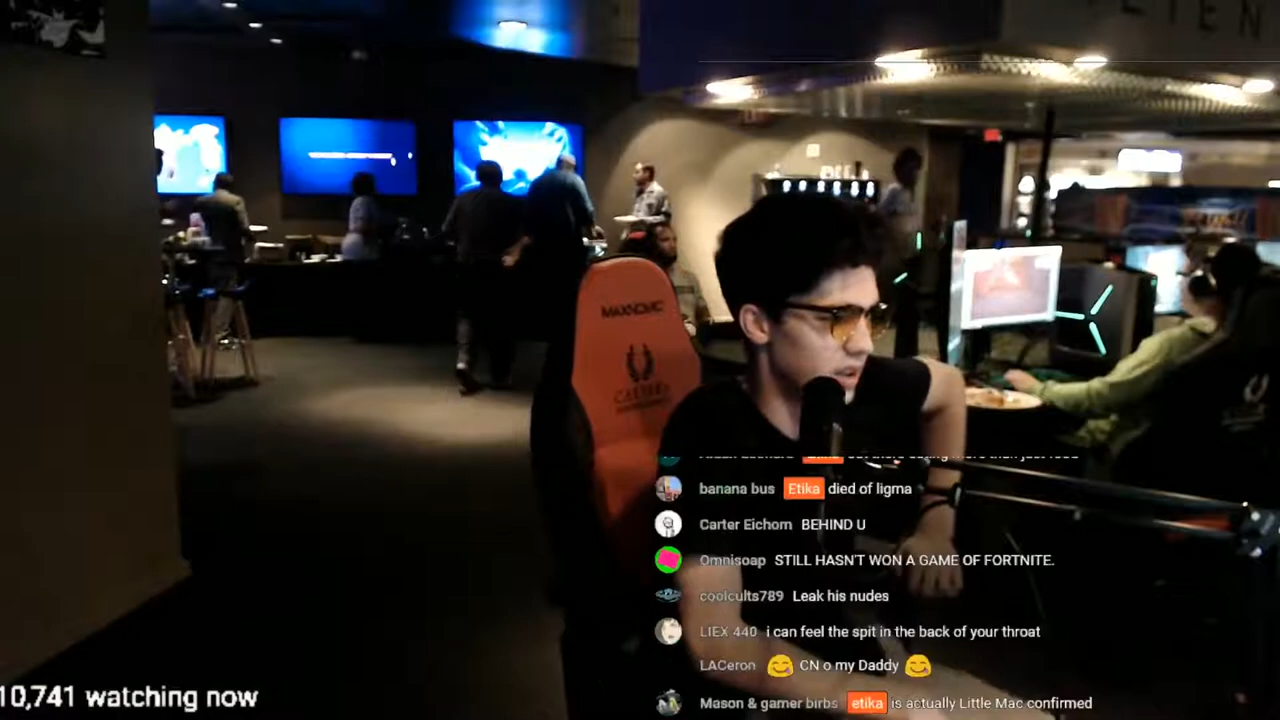 MAXNOMIC
banana bus Etika died of ligma
Carter Eichorn BEHIND U
Omnisoap STILL HASN'T WON A GAME OF FORTNITE.
coolcults789 Leak his nudes
LIEX 440 i can feel the spit in the back of your throat
LACeron 😋 CN o my Daddy 😋
Mason & gamer birbs etika is actually Little Mac confirmed
10,741 watching now